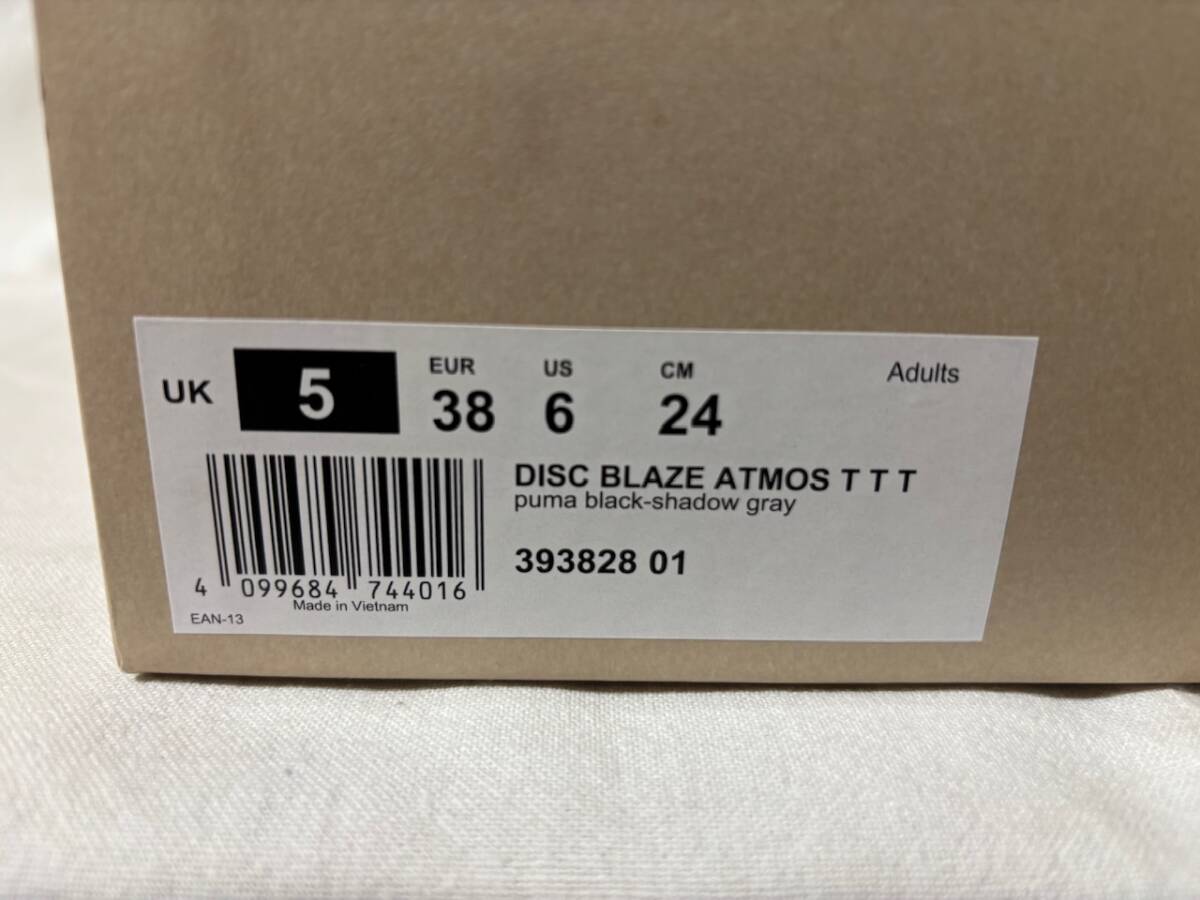 UK 5 EUR 38 US 6 CM 24 Adults
DISC BLAZE ATMOS T T T
puma black-shadow gray
393828 01
4 099684 744016
Made in Vietnam
EAN-13